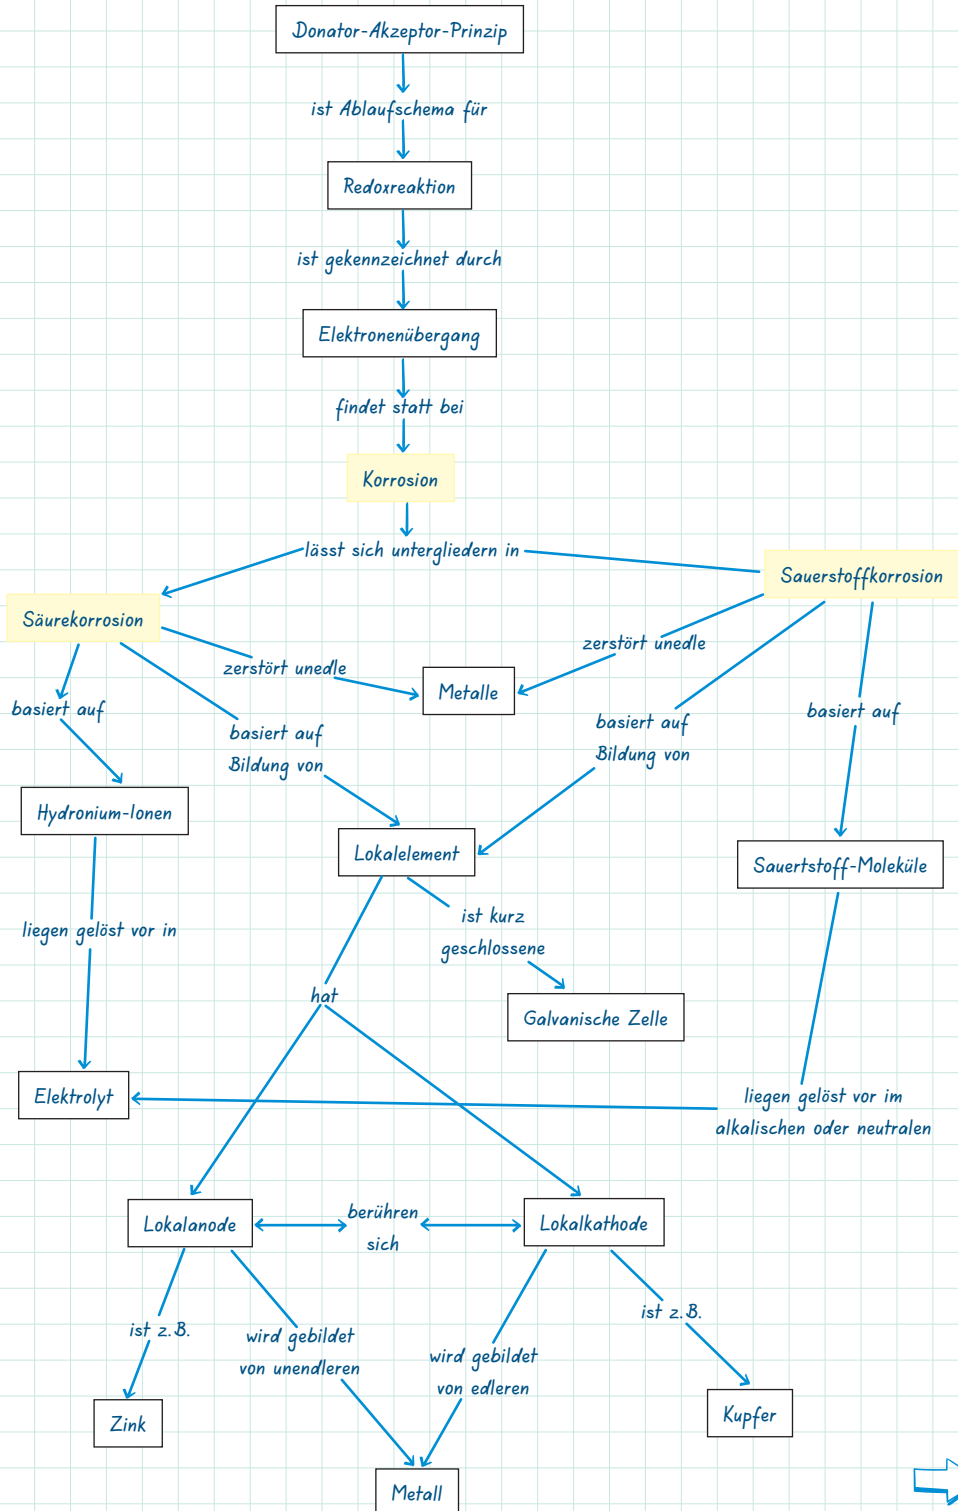 Donator-Akzeptor-Prinzip
ist Ablaufschema für
Redoxreaktion
ist gekennzeichnet durch
Elektronenübergang
findet statt bei
Korrosion
lässt sich untergliedern in
Sauerstoffkorrosion
Säurekorrosion
zerstört unedle
zerstört unedle
Metalle
basiert auf
basiert auf
Bildung von
basiert auf
Bildung von
basiert auf
Hydronium-Ionen
Lokalelement
Sauertstoff-Moleküle
liegen gelöst vor in
ist kurz
geschlossene
hat
Galvanische Zelle
Elektrolyt
liegen gelöst vor im
alkalischen oder neutralen
Lokalanode
berühren
sich
Lokalkathode
ist z.B.
wird gebildet
von unendleren
wird gebildet
von edleren
ist z.B.
Zink
Kupfer
Metall